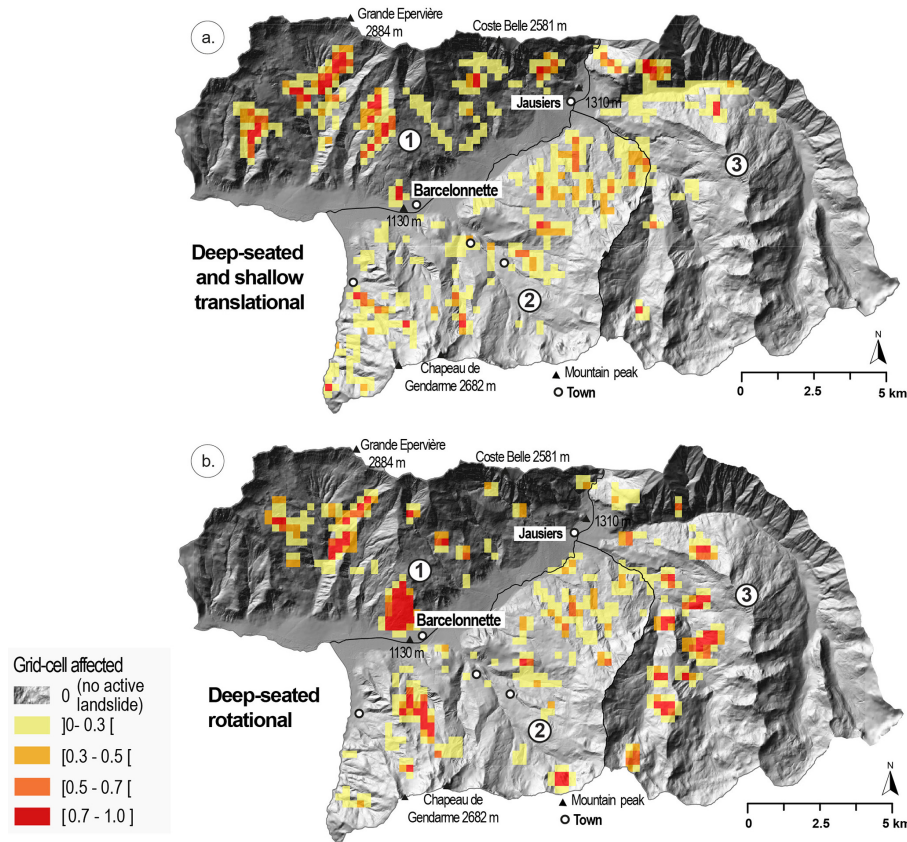 a.
Grande Epervière
2884 m
Coste Belle 2581 m
Jausiers
1310 m
1
3
Barcelonnette
1130 m
Deep-seated
and shallow
translational
2
Chapeau de
Gendarme 2682 m
Mountain peak
Town
N
0 2.5 5 km
b.
Grande Epervière
2884 m
Coste Belle 2581 m
Jausiers
1310 m
1
3
Barcelonnette
1130 m
Deep-seated
rotational
2
Chapeau de
Gendarme 2682 m
Mountain peak
Town
N
0 2.5 5 km
Grid-cell affected
0 (no active
landslide)
]0- 0.3 [
[0.3 - 0.5 [
[0.5 - 0.7 [
[ 0.7 - 1.0 ]